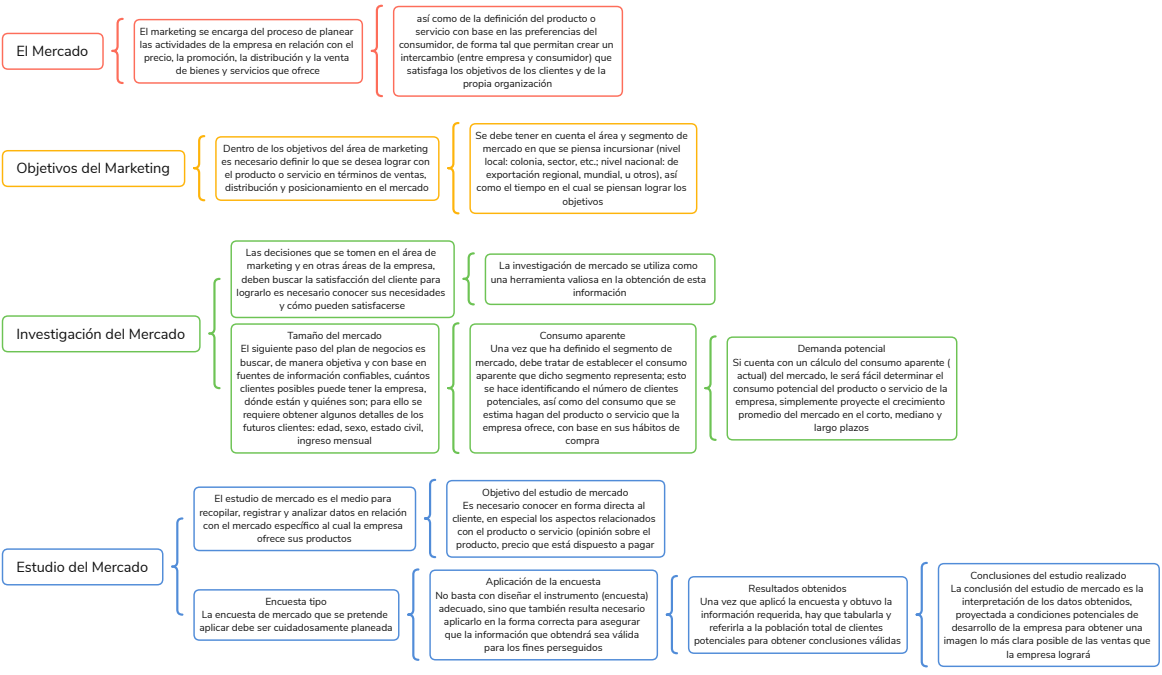 El Mercado
El marketing se encarga del proceso de planear
las actividades de la empresa en relación con el
precio, la promoción, la distribución y la venta
de bienes y servicios que ofrece
así como de la definición del producto o
servicio con base en las preferencias del
consumidor, de forma tal que permitan crear un
intercambio (entre empresa y consumidor) que
satisfaga los objetivos de los clientes y de la
propia organización
Objetivos del Marketing
Dentro de los objetivos del área de marketing
es necesario definir lo que se desea lograr con
el producto o servicio en términos de ventas,
distribución y posicionamiento en el mercado
Se debe tener en cuenta el área y segmento de
mercado en que se piensa incursionar (nivel
local: colonia, sector, etc.; nivel nacional: de
exportación regional, mundial, u otros), así
como el tiempo en el cual se piensan lograr los
objetivos
Investigación del Mercado
Las decisiones que se tomen en el área de
marketing y en otras áreas de la empresa,
deben buscar la satisfacción del cliente para
lograrlo es necesario conocer sus necesidades
y cómo pueden satisfacerse
La investigación de mercado se utiliza como
una herramienta valiosa en la obtención de esta
información
Tamaño del mercado
El siguiente paso del plan de negocios es
buscar, de manera objetiva y con base en
fuentes de información confiables, cuántos
clientes posibles puede tener la empresa,
dónde están y quiénes son; para ello se
requiere obtener algunos detalles de los
futuros clientes: edad, sexo, estado civil,
ingreso mensual
Consumo aparente
Una vez que ha definido el segmento de
mercado, debe tratar de establecer el consumo
aparente que dicho segmento representa; esto
se hace identificando el número de clientes
potenciales, así como del consumo que se
estima hagan del producto o servicio que la
empresa ofrece, con base en sus hábitos de
compra
Demanda potencial
Si cuenta con un cálculo del consumo aparente (
actual) del mercado, le será fácil determinar el
consumo potencial del producto o servicio de la
empresa, simplemente proyecte el crecimiento
promedio del mercado en el corto, mediano y
largo plazos
Estudio del Mercado
El estudio de mercado es el medio para
recopilar, registrar y analizar datos en relación
con el mercado específico al cual la empresa
ofrece sus productos
Objetivo del estudio de mercado
Es necesario conocer en forma directa al
cliente, en especial los aspectos relacionados
con el producto o servicio (opinión sobre el
producto, precio que está dispuesto a pagar
Encuesta tipo
La encuesta de mercado que se pretende
aplicar debe ser cuidadosamente planeada
Aplicación de la encuesta
No basta con diseñar el instrumento (encuesta)
adecuado, sino que también resulta necesario
aplicarlo en la forma correcta para asegurar
que la información que obtendrá sea válida
para los fines perseguidos
Resultados obtenidos
Una vez que aplicó la encuesta y obtuvo la
información requerida, hay que tabularla y
referirla a la población total de clientes
potenciales para obtener conclusiones válidas
Conclusiones del estudio realizado
La conclusión del estudio de mercado es la
interpretación de los datos obtenidos,
proyectada a condiciones potenciales de
desarrollo de la empresa para obtener una
imagen lo más clara posible de las ventas que
la empresa logrará